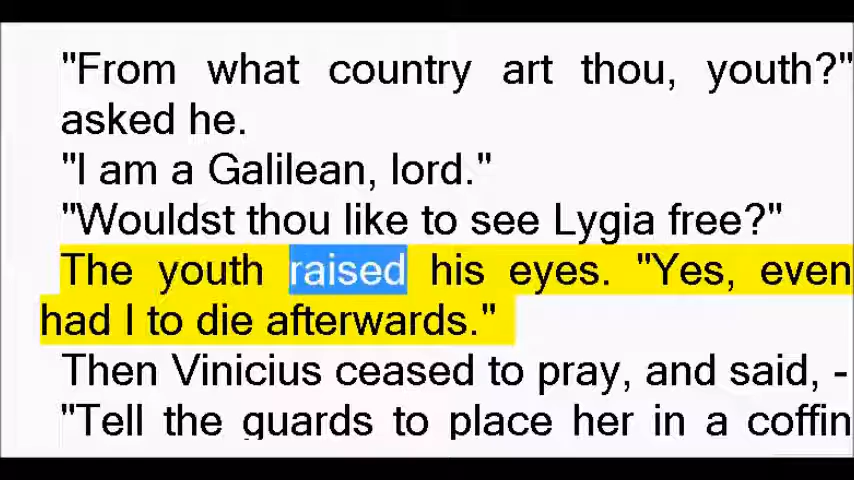 "From what country art thou, youth?"
asked he.
"I am a Galilean, lord."
"Wouldst thou like to see Lygia free?"
The youth raised his eyes. "Yes, even
had I to die afterwards."
Then Vinicius ceased to pray, and said, -
"Tell the guards to place her in a coffin